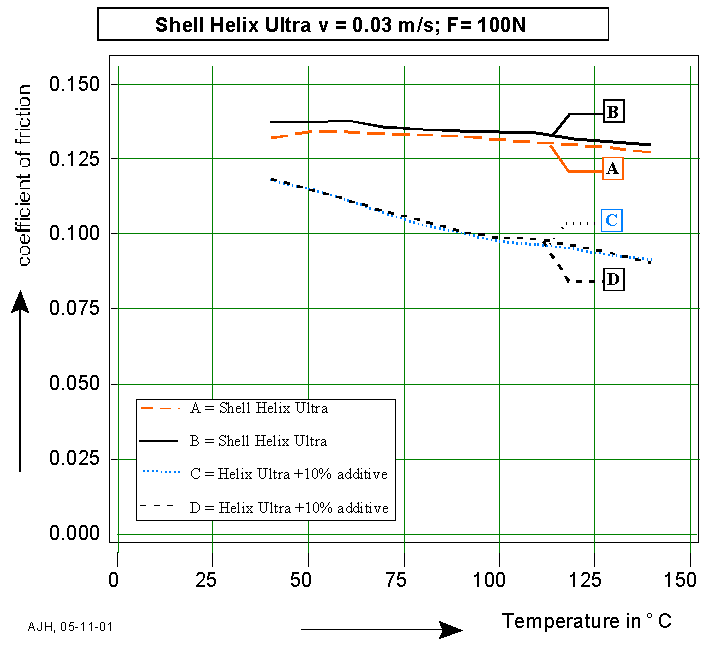 Shell Helix Ultra v = 0.03 m/s; F= 100N
coefficient of friction
0.150
0.125
0.100
0.075
0.050
0.025
0.000
B
A
C
D
A = Shell Helix Ultra
B = Shell Helix Ultra
C = Helix Ultra +10% additive
D = Helix Ultra +10% additive
0 25 50 75 100 125 150
Temperature in ° C
AJH, 05-11-01